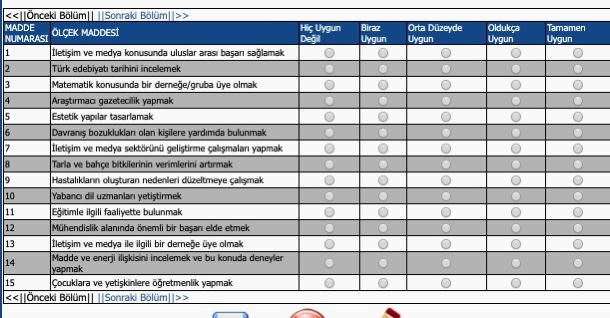 <<||Önceki Bölüm|| ||Sonraki Bölüm||>>
MADDE NUMARASI ÖLÇEK MADDESİ Hiç Uygun Değil Biraz Uygun Orta Düzeyde Uygun Oldukça Uygun Tamamen Uygun
1 İletişim ve medya konusunda uluslar arası başarı sağlamak
2 Türk edebiyatı tarihini incelemek
3 Matematik konusunda bir derneğe/gruba üye olmak
4 Araştırmacı gazetecilik yapmak
5 Estetik yapılar tasarlamak
6 Davranış bozuklukları olan kişilere yardımda bulunmak
7 İletişim ve medya sektörünü geliştirme çalışmaları yapmak
8 Tarla ve bahçe bitkilerinin verimlerini artırmak
9 Hastalıkların oluşturan nedenleri düzeltmeye çalışmak
10 Yabancı dil uzmanları yetiştirmek
11 Eğitimle ilgili faaliyette bulunmak
12 Mühendislik alanında önemli bir başarı elde etmek
13 İletişim ve medya ile ilgili bir derneğe üye olmak
14 Madde ve enerji ilişkisini incelemek ve bu konuda deneyler
yapmak
15 Çocuklara ve yetişkinlere öğretmenlik yapmak
<<||Önceki Bölüm|| ||Sonraki Bölüm||>>